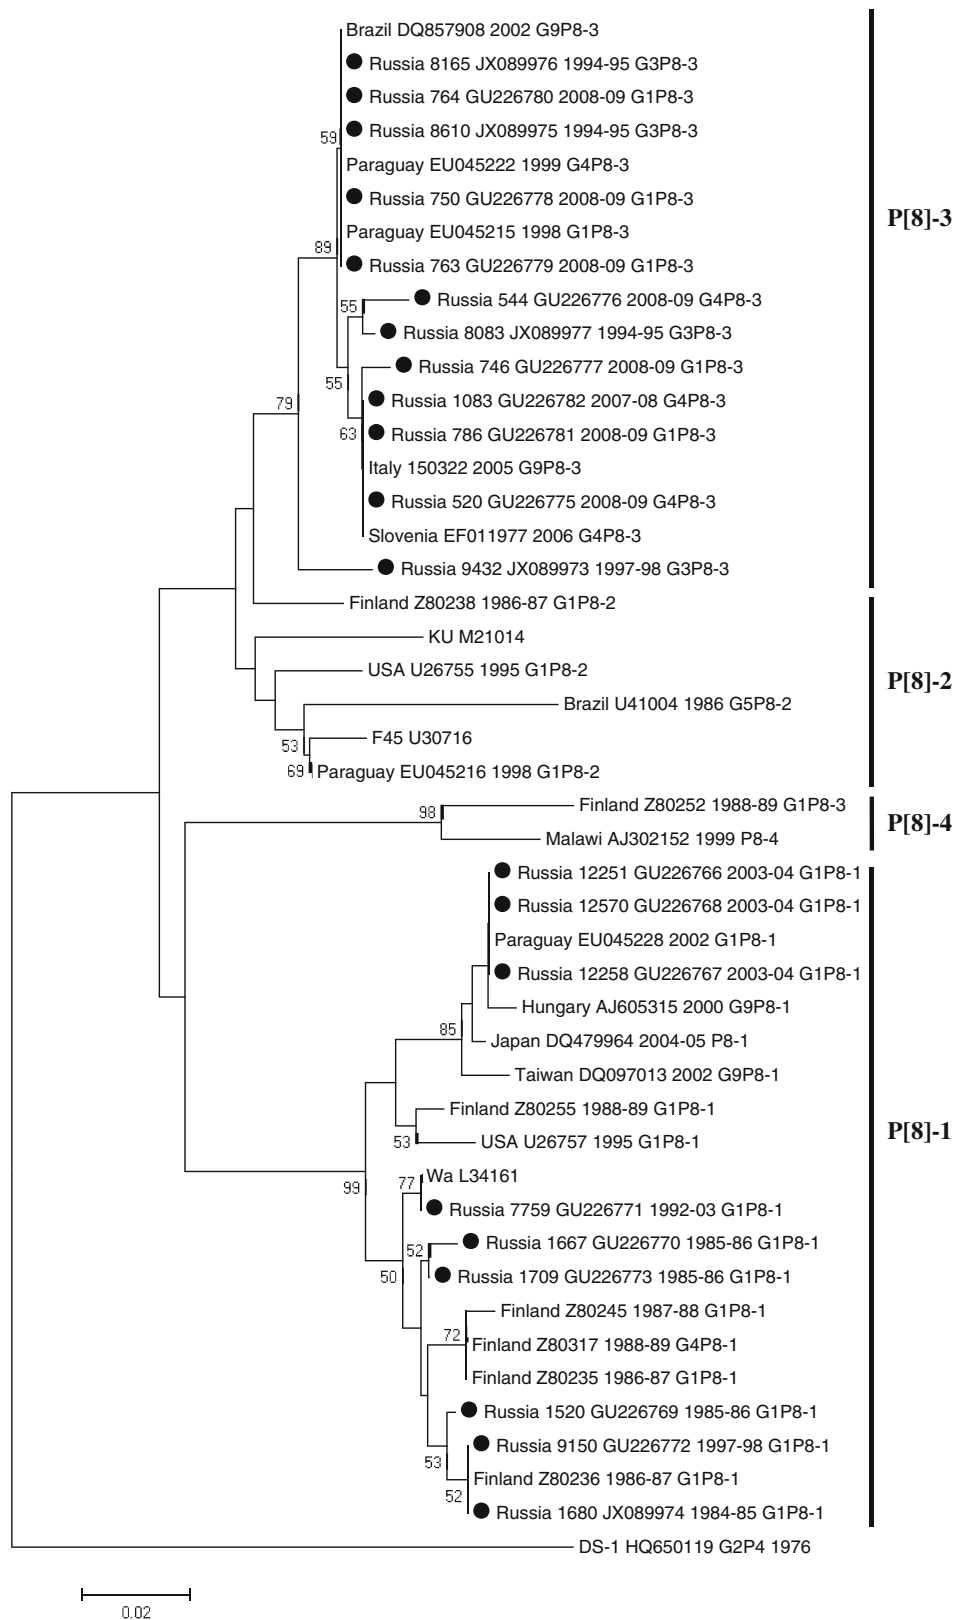 Brazil DQ857908 2002 G9P8-3
Russia 8165 JX089976 1994-95 G3P8-3
Russia 764 GU226780 2008-09 G1P8-3
59
Russia 8610 JX089975 1994-95 G3P8-3
Paraguay EU045222 1999 G4P8-3
Russia 750 GU226778 2008-09 G1P8-3
P[8]-3
Paraguay EU045215 1998 G1P8-3
89
Russia 763 GU226779 2008-09 G1P8-3
55
Russia 544 GU226776 2008-09 G4P8-3
Russia 8083 JX089977 1994-95 G3P8-3
Russia 746 GU226777 2008-09 G1P8-3
55
79
Russia 1083 GU226782 2007-08 G4P8-3
63
Russia 786 GU226781 2008-09 G1P8-3
Italy 150322 2005 G9P8-3
Russia 520 GU226775 2008-09 G4P8-3
Slovenia EF011977 2006 G4P8-3
Russia 9432 JX089973 1997-98 G3P8-3
Finland Z80238 1986-87 G1P8-2
KU M21014
USA U26755 1995 G1P8-2
P[8]-2
Brazil U41004 1986 G5P8-2
53
F45 U30716
69
Paraguay EU045216 1998 G1P8-2
98
Finland Z80252 1988-89 G1P8-3
P[8]-4
Malawi AJ302152 1999 P8-4
Russia 12251 GU226766 2003-04 G1P8-1
Russia 12570 GU226768 2003-04 G1P8-1
Paraguay EU045228 2002 G1P8-1
Russia 12258 GU226767 2003-04 G1P8-1
Hungary AJ605315 2000 G9P8-1
85
Japan DQ479964 2004-05 P8-1
Taiwan DQ097013 2002 G9P8-1
Finland Z80255 1988-89 G1P8-1
P[8]-1
53
USA U26757 1995 G1P8-1
Wa L34161
77
99
Russia 7759 GU226771 1992-03 G1P8-1
52
Russia 1667 GU226770 1985-86 G1P8-1
50
Russia 1709 GU226773 1985-86 G1P8-1
Finland Z80245 1987-88 G1P8-1
72
Finland Z80317 1988-89 G4P8-1
Finland Z80235 1986-87 G1P8-1
Russia 1520 GU226769 1985-86 G1P8-1
Russia 9150 GU226772 1997-98 G1P8-1
53
Finland Z80236 1986-87 G1P8-1
52
Russia 1680 JX089974 1984-85 G1P8-1
DS-1 HQ650119 G2P4 1976
0.02